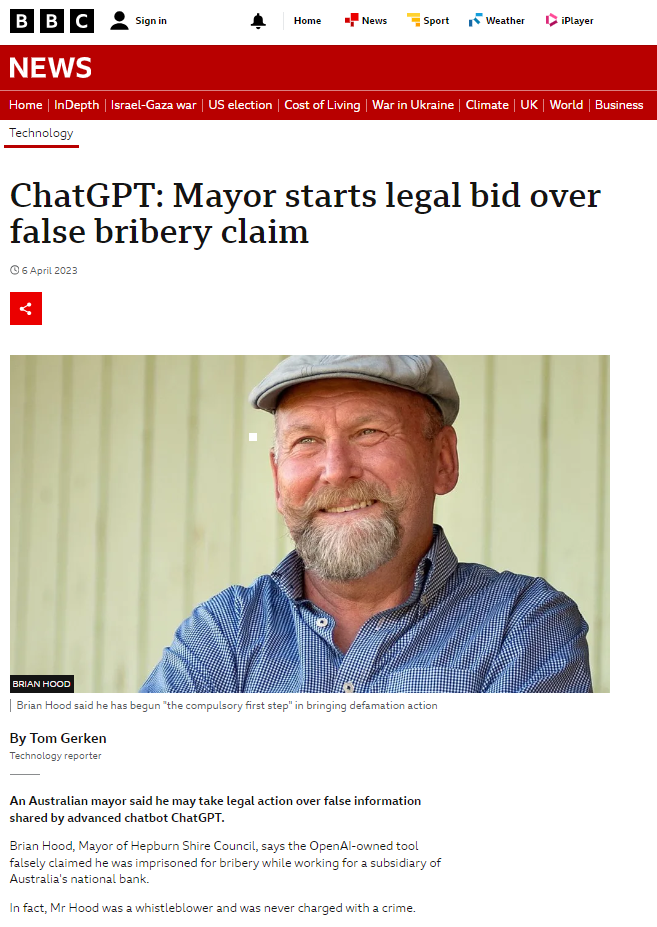 BBC Sign in Home News Sport Weather iPlayer
NEWS
Home InDepth Israel-Gaza war US election Cost of Living War in Ukraine Climate UK World Business
Technology
ChatGPT: Mayor starts legal bid over
false bribery claim
6 April 2023
BRIAN HOOD
Brian Hood said he has begun "the compulsory first step" in bringing defamation action
By Tom Gerken
Technology reporter
An Australian mayor said he may take legal action over false information
shared by advanced chatbot ChatGPT.
Brian Hood, Mayor of Hepburn Shire Council, says the OpenAI-owned tool
falsely claimed he was imprisoned for bribery while working for a subsidiary of
Australia's national bank.
In fact, Mr Hood was a whistleblower and was never charged with a crime.